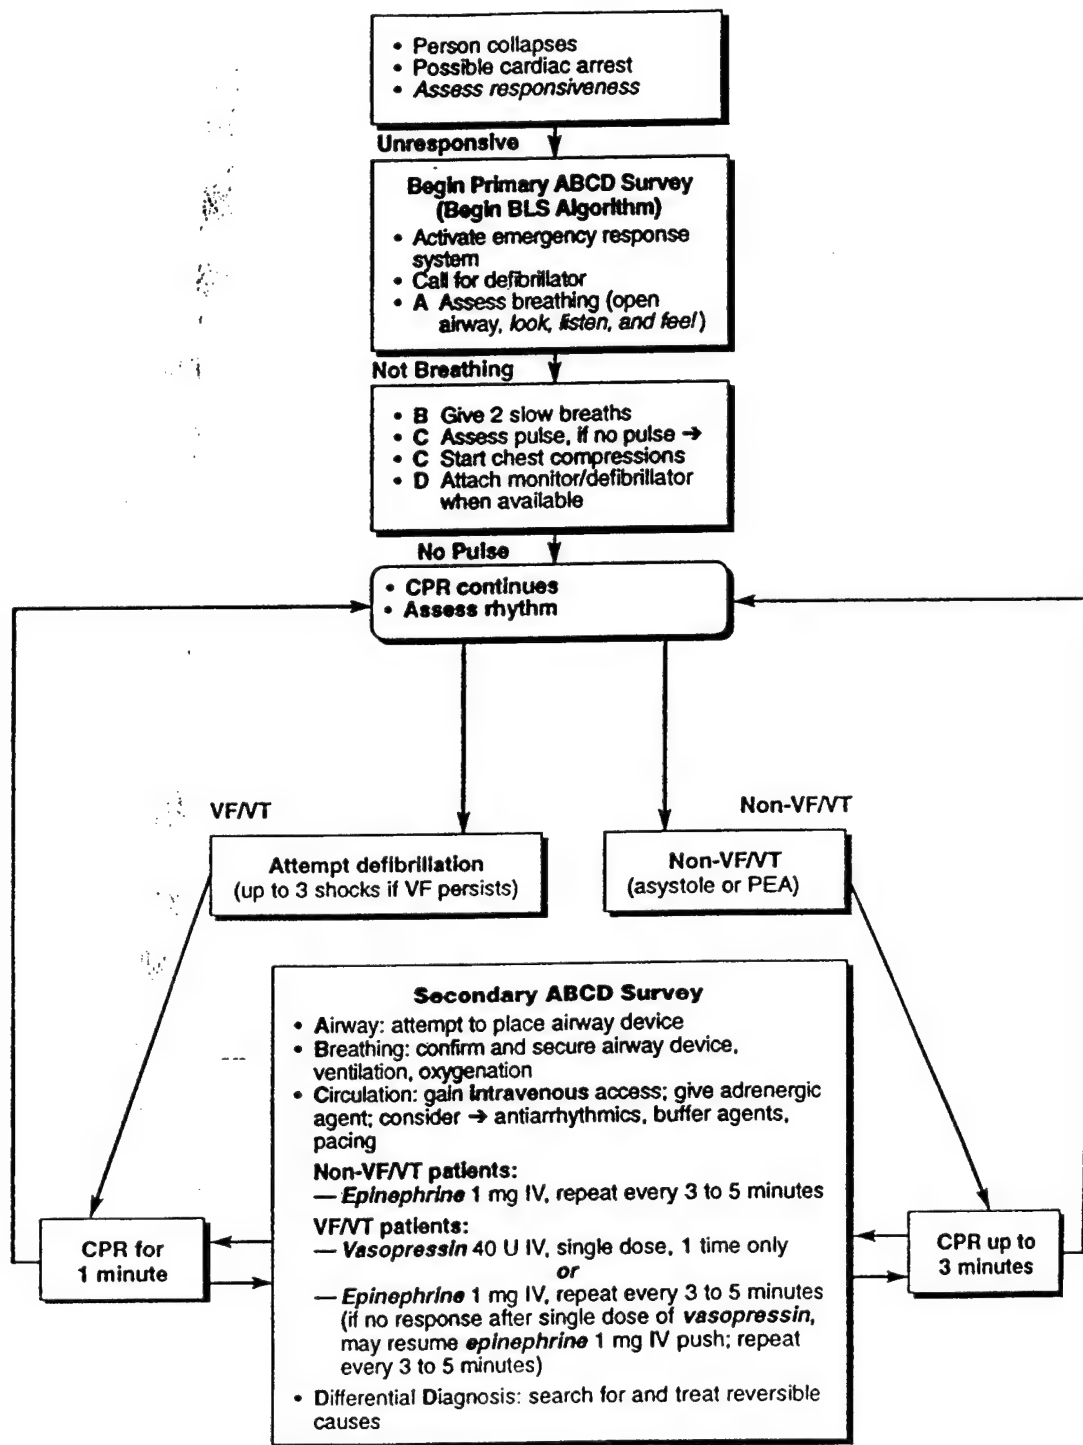 • Person collapses
• Possible cardiac arrest
• Assess responsiveness
Unresponsive
Begin Primary ABCD Survey
(Begin BLS Algorithm)
• Activate emergency response
system
• Call for defibrillator
• A Assess breathing (open
airway, look, listen, and feel)
Not Breathing
• B Give 2 slow breaths
• C Assess pulse, if no pulse →
• C Start chest compressions
• D Attach monitor/defibrillator
when available
No Pulse
• CPR continues
• Assess rhythm
VF/VT
Non-VF/VT
Attempt defibrillation
(up to 3 shocks if VF persists)
Non-VF/VT
(asystole or PEA)
Secondary ABCD Survey
• Airway: attempt to place airway device
• Breathing: confirm and secure airway device,
ventilation, oxygenation
• Circulation: gain intravenous access; give adrenergic
agent; consider → antiarrhythmics, buffer agents,
pacing
Non-VF/VT patients:
— Epinephrine 1 mg IV, repeat every 3 to 5 minutes
VF/VT patients:
— Vasopressin 40 U IV, single dose, 1 time only
or
— Epinephrine 1 mg IV, repeat every 3 to 5 minutes
(if no response after single dose of vasopressin,
may resume epinephrine 1 mg IV push; repeat
every 3 to 5 minutes)
• Differential Diagnosis: search for and treat reversible
causes
CPR for
1 minute
CPR up to
3 minutes